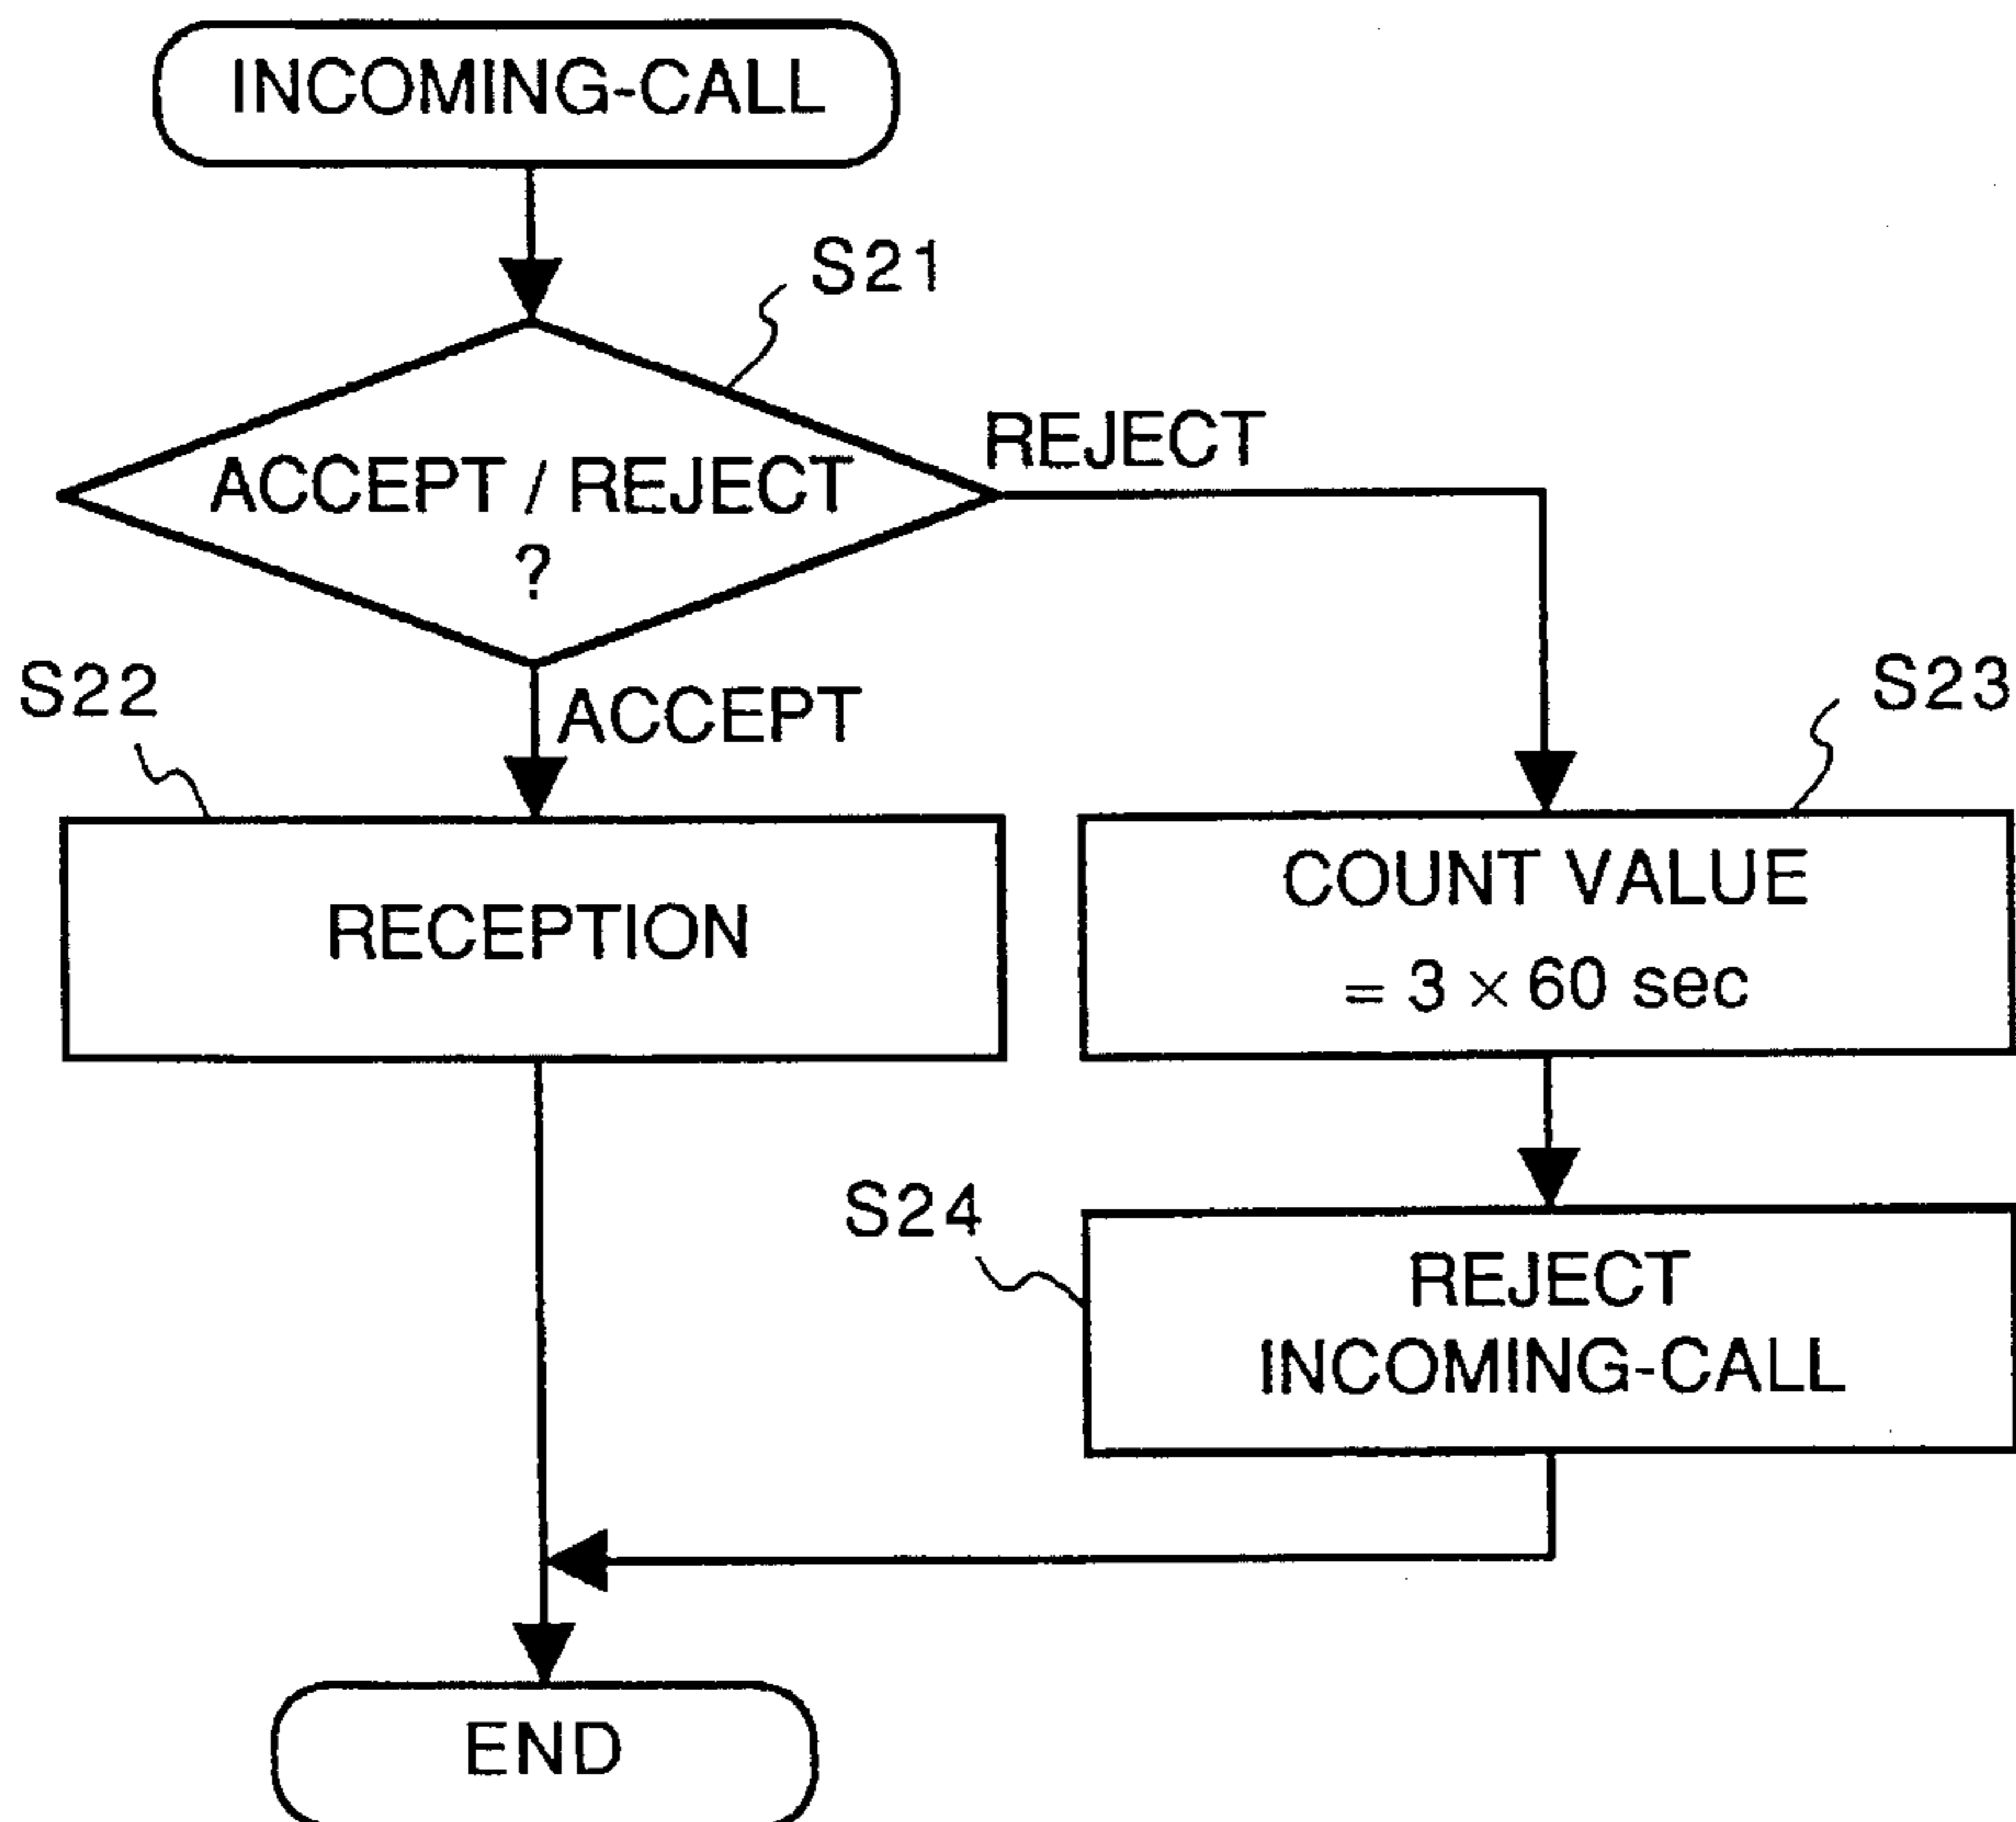 INCOMING-CALL
S21
ACCEPT / REJECT
?
REJECT
ACCEPT
S22
RECEPTION
S23
COUNT VALUE
= 3 × 60 sec
S24
REJECT
INCOMING-CALL
END